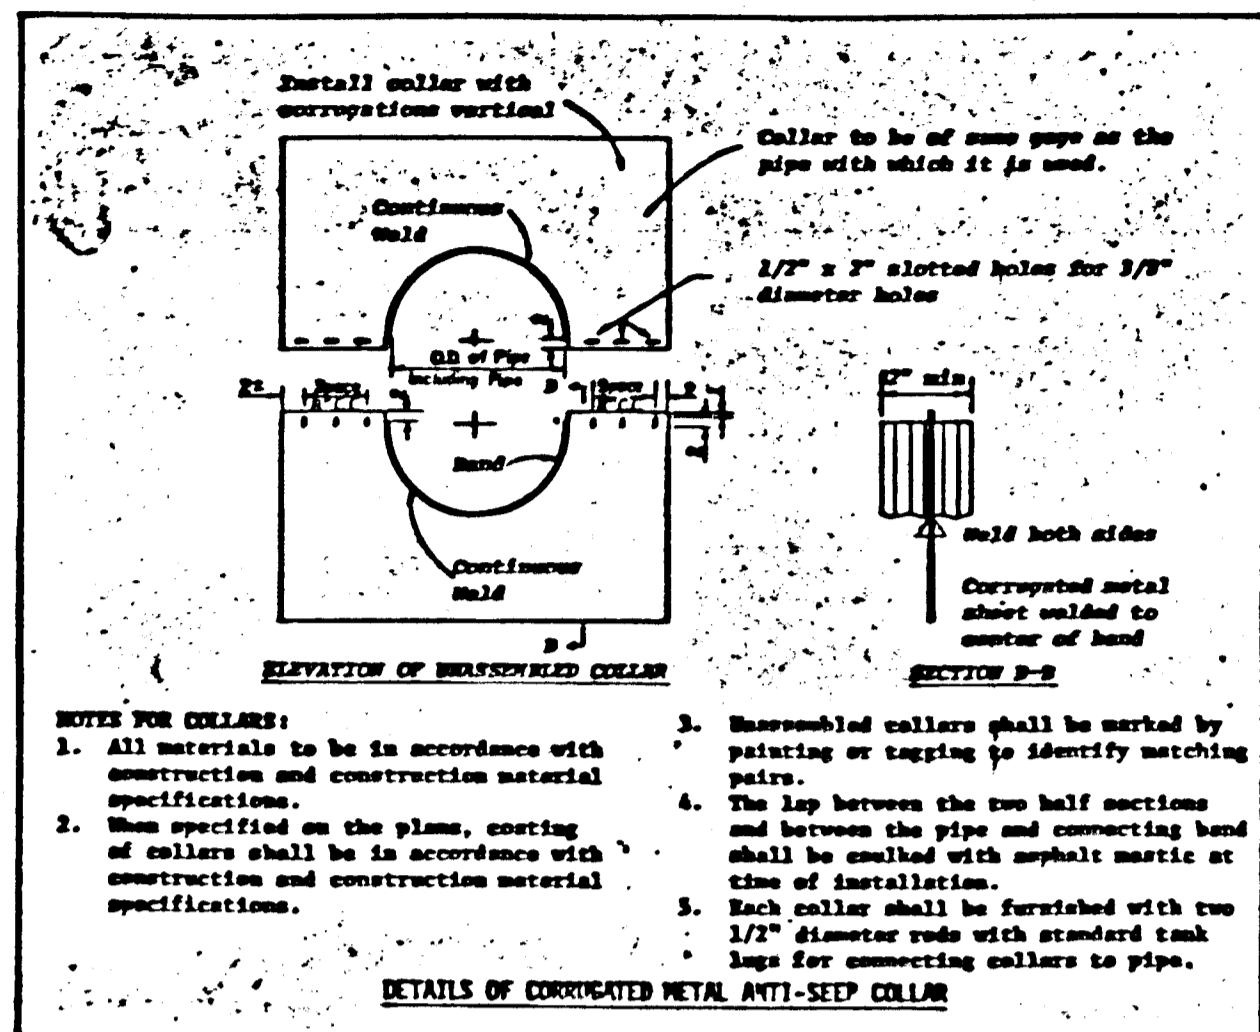 Install collar with
corrugations vertical
Collar to be of same gage as the
pipe with which it is used.
Continuous
Weld
1/2" x 2" slotted holes for 3/8"
diameter holes
O.D. of Pipe
Including Pipe
Space
B
Space
12" min
Band
Weld both sides
Continuous
Weld
Corrugated metal
sheet welded to
center of band
B
ELEVATION OF UNASSEMBLED COLLAR
SECTION B-B
NOTES FOR COLLARS:
1. All materials to be in accordance with
construction and construction material
specifications.
2. When specified on the plans, coating
of collars shall be in accordance with
construction and construction material
specifications.
3. Unassembled collars shall be marked by
painting or tagging to identify matching
pairs.
4. The lap between the two half sections
and between the pipe and connecting band
shall be caulked with asphalt mastic at
time of installation.
5. Each collar shall be furnished with two
1/2" diameter rods with standard tank
lugs for connecting collars to pipe.
DETAILS OF CORRUGATED METAL ANTI-SEEP COLLAR